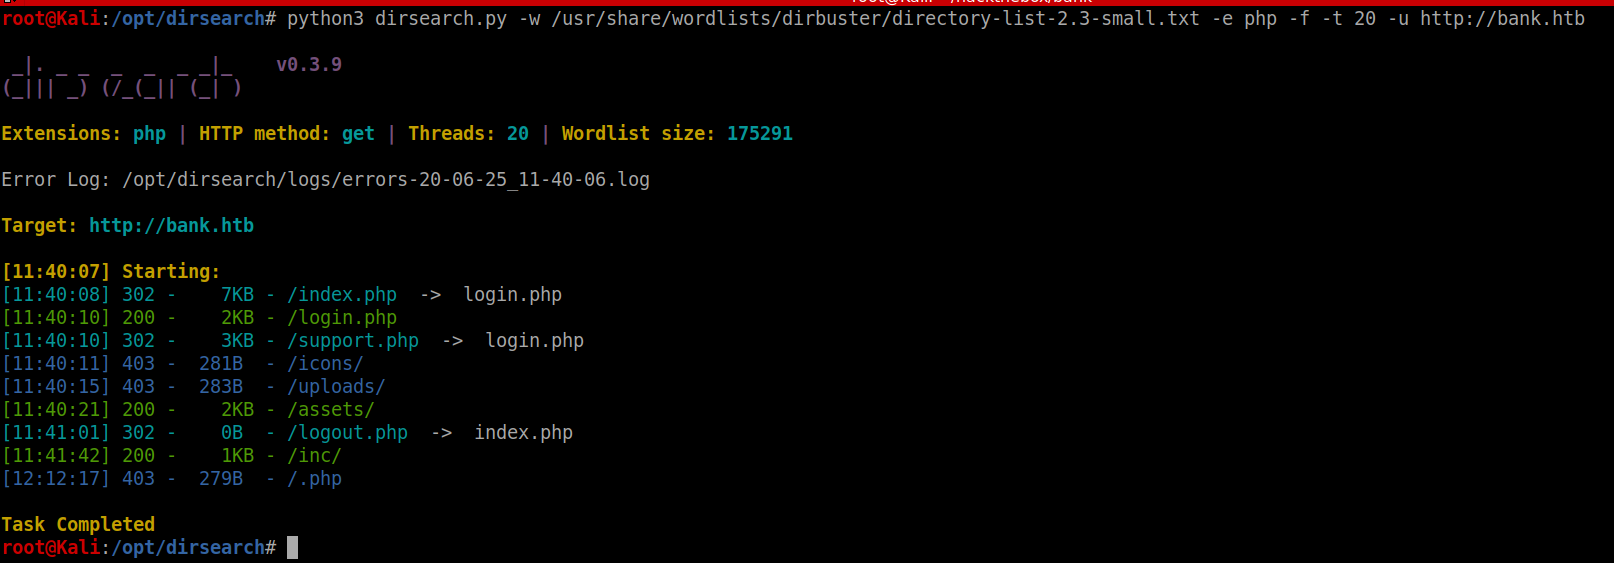 root@Kali:/opt/dirsearch# python3 dirsearch.py -w /usr/share/wordlists/dirbuster/directory-list-2.3-small.txt -e php -f -t 20 -u http://bank.htb
 _|. _ _  _  _  _ _|_    v0.3.9
(_||| _) (/_(_|| (_| )
Extensions: php | HTTP method: get | Threads: 20 | Wordlist size: 175291
Error Log: /opt/dirsearch/logs/errors-20-06-25_11-40-06.log
Target: http://bank.htb
[11:40:07] Starting:
[11:40:08] 302 -    7KB - /index.php  ->  login.php
[11:40:10] 200 -    2KB - /login.php
[11:40:10] 302 -    3KB - /support.php  ->  login.php
[11:40:11] 403 -  281B  - /icons/
[11:40:15] 403 -  283B  - /uploads/
[11:40:21] 200 -    2KB - /assets/
[11:41:01] 302 -    0B  - /logout.php  ->  index.php
[11:41:42] 200 -    1KB - /inc/
[12:12:17] 403 -  279B  - /.php
Task Completed
root@Kali:/opt/dirsearch#